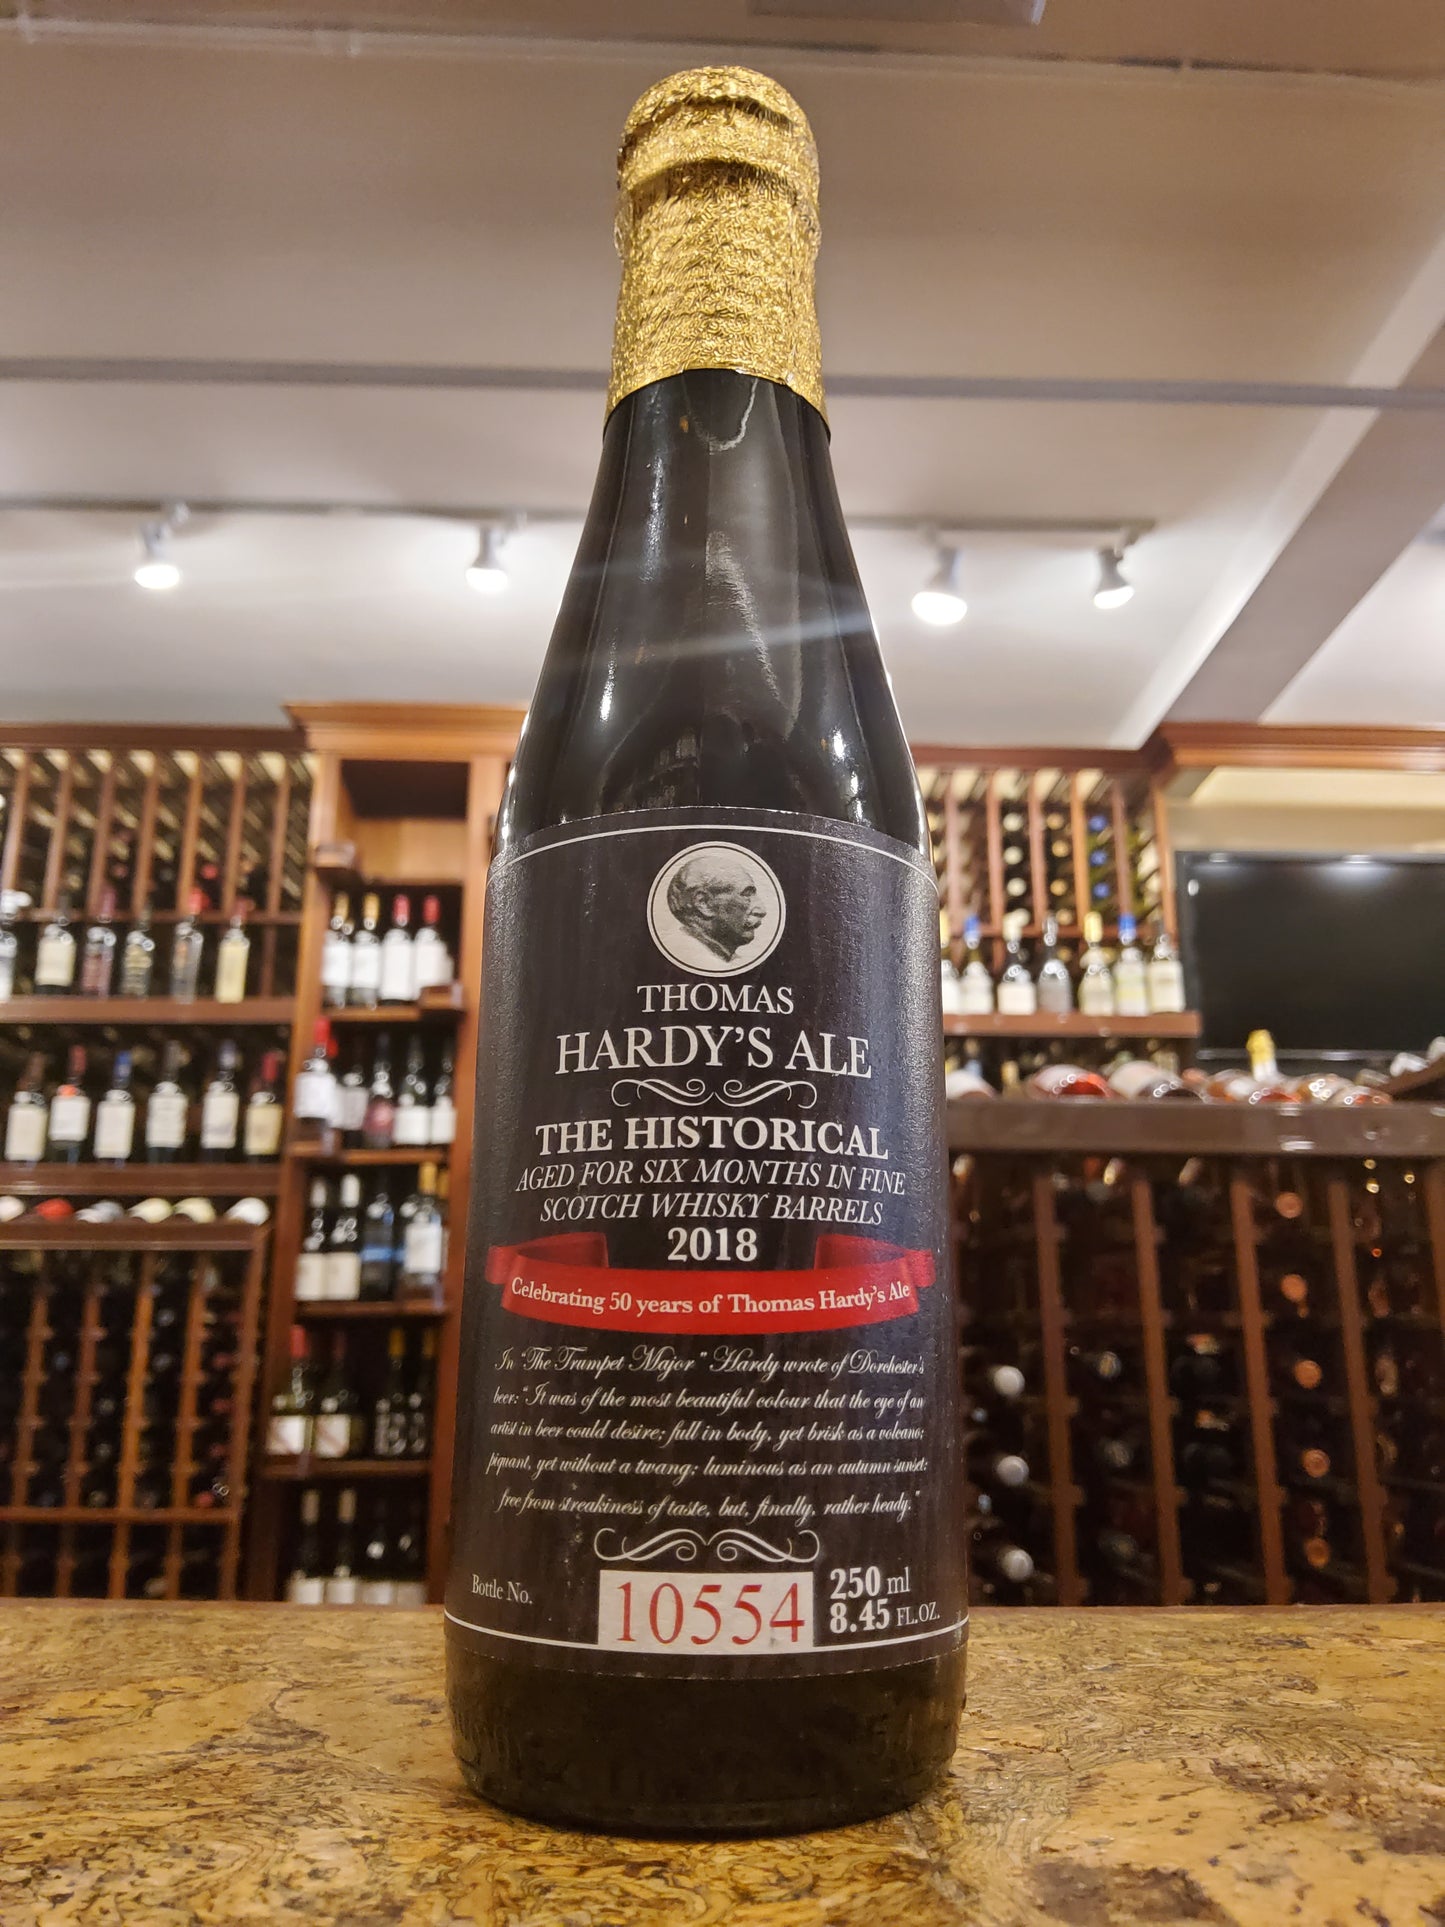 THOMAS
HARDY'S ALE
THE HISTORICAL
AGED FOR SIX MONTHS IN FINE
SCOTCH WHISKY BARRELS
2018
Celebrating 50 years of Thomas Hardy's Ale
In "The Trumpet Major" Hardy wrote of Dorchester's
beer: "It was of the most beautiful colour that the eye of an
artist in beer could desire; full in body, yet brisk as a volcano;
piquant, yet without a twang; luminous as an autumn sunset;
free from streakiness of taste, but, finally, rather heady."
Bottle No.
10554
250 ml
8.45 FL.OZ.